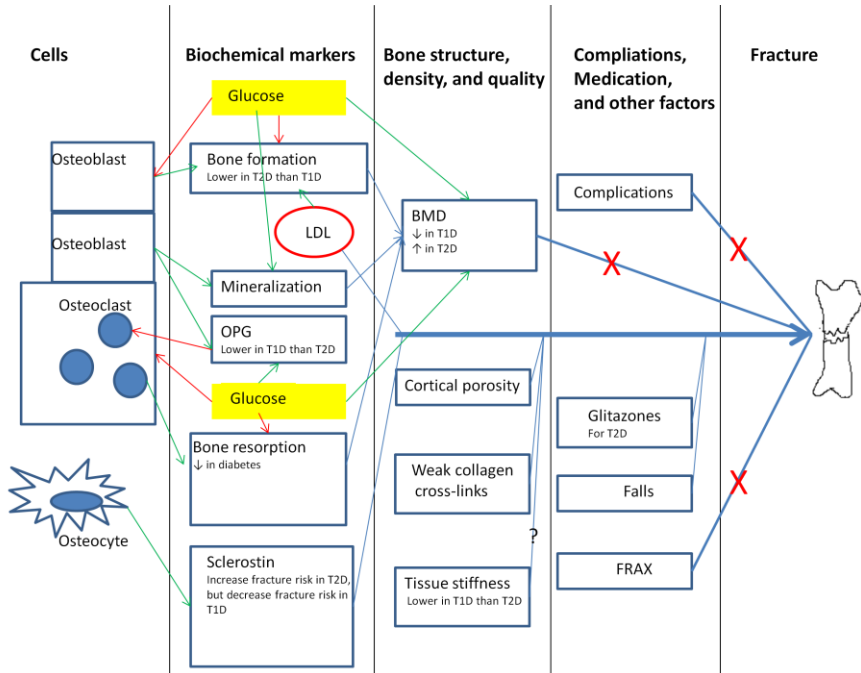 Cells
Biochemical markers
Bone structure,
density, and quality
Compliations,
Medication,
and other factors
Fracture
Glucose
Osteoblast
Bone formation
Lower in T2D than T1D
Complications
LDL
BMD
↓ in T1D
↑ in T2D
X
X
Osteoblast
Mineralization
Osteoclast
OPG
Lower in T1D than T2D
Glucose
Cortical porosity
Glitazones
For T2D
Bone resorption
↓ in diabetes
Weak collagen
cross-links
Falls
X
Osteocyte
?
Sclerostin
Increase fracture risk in T2D,
but decrease fracture risk in
T1D
Tissue stiffness
Lower in T1D than T2D
FRAX